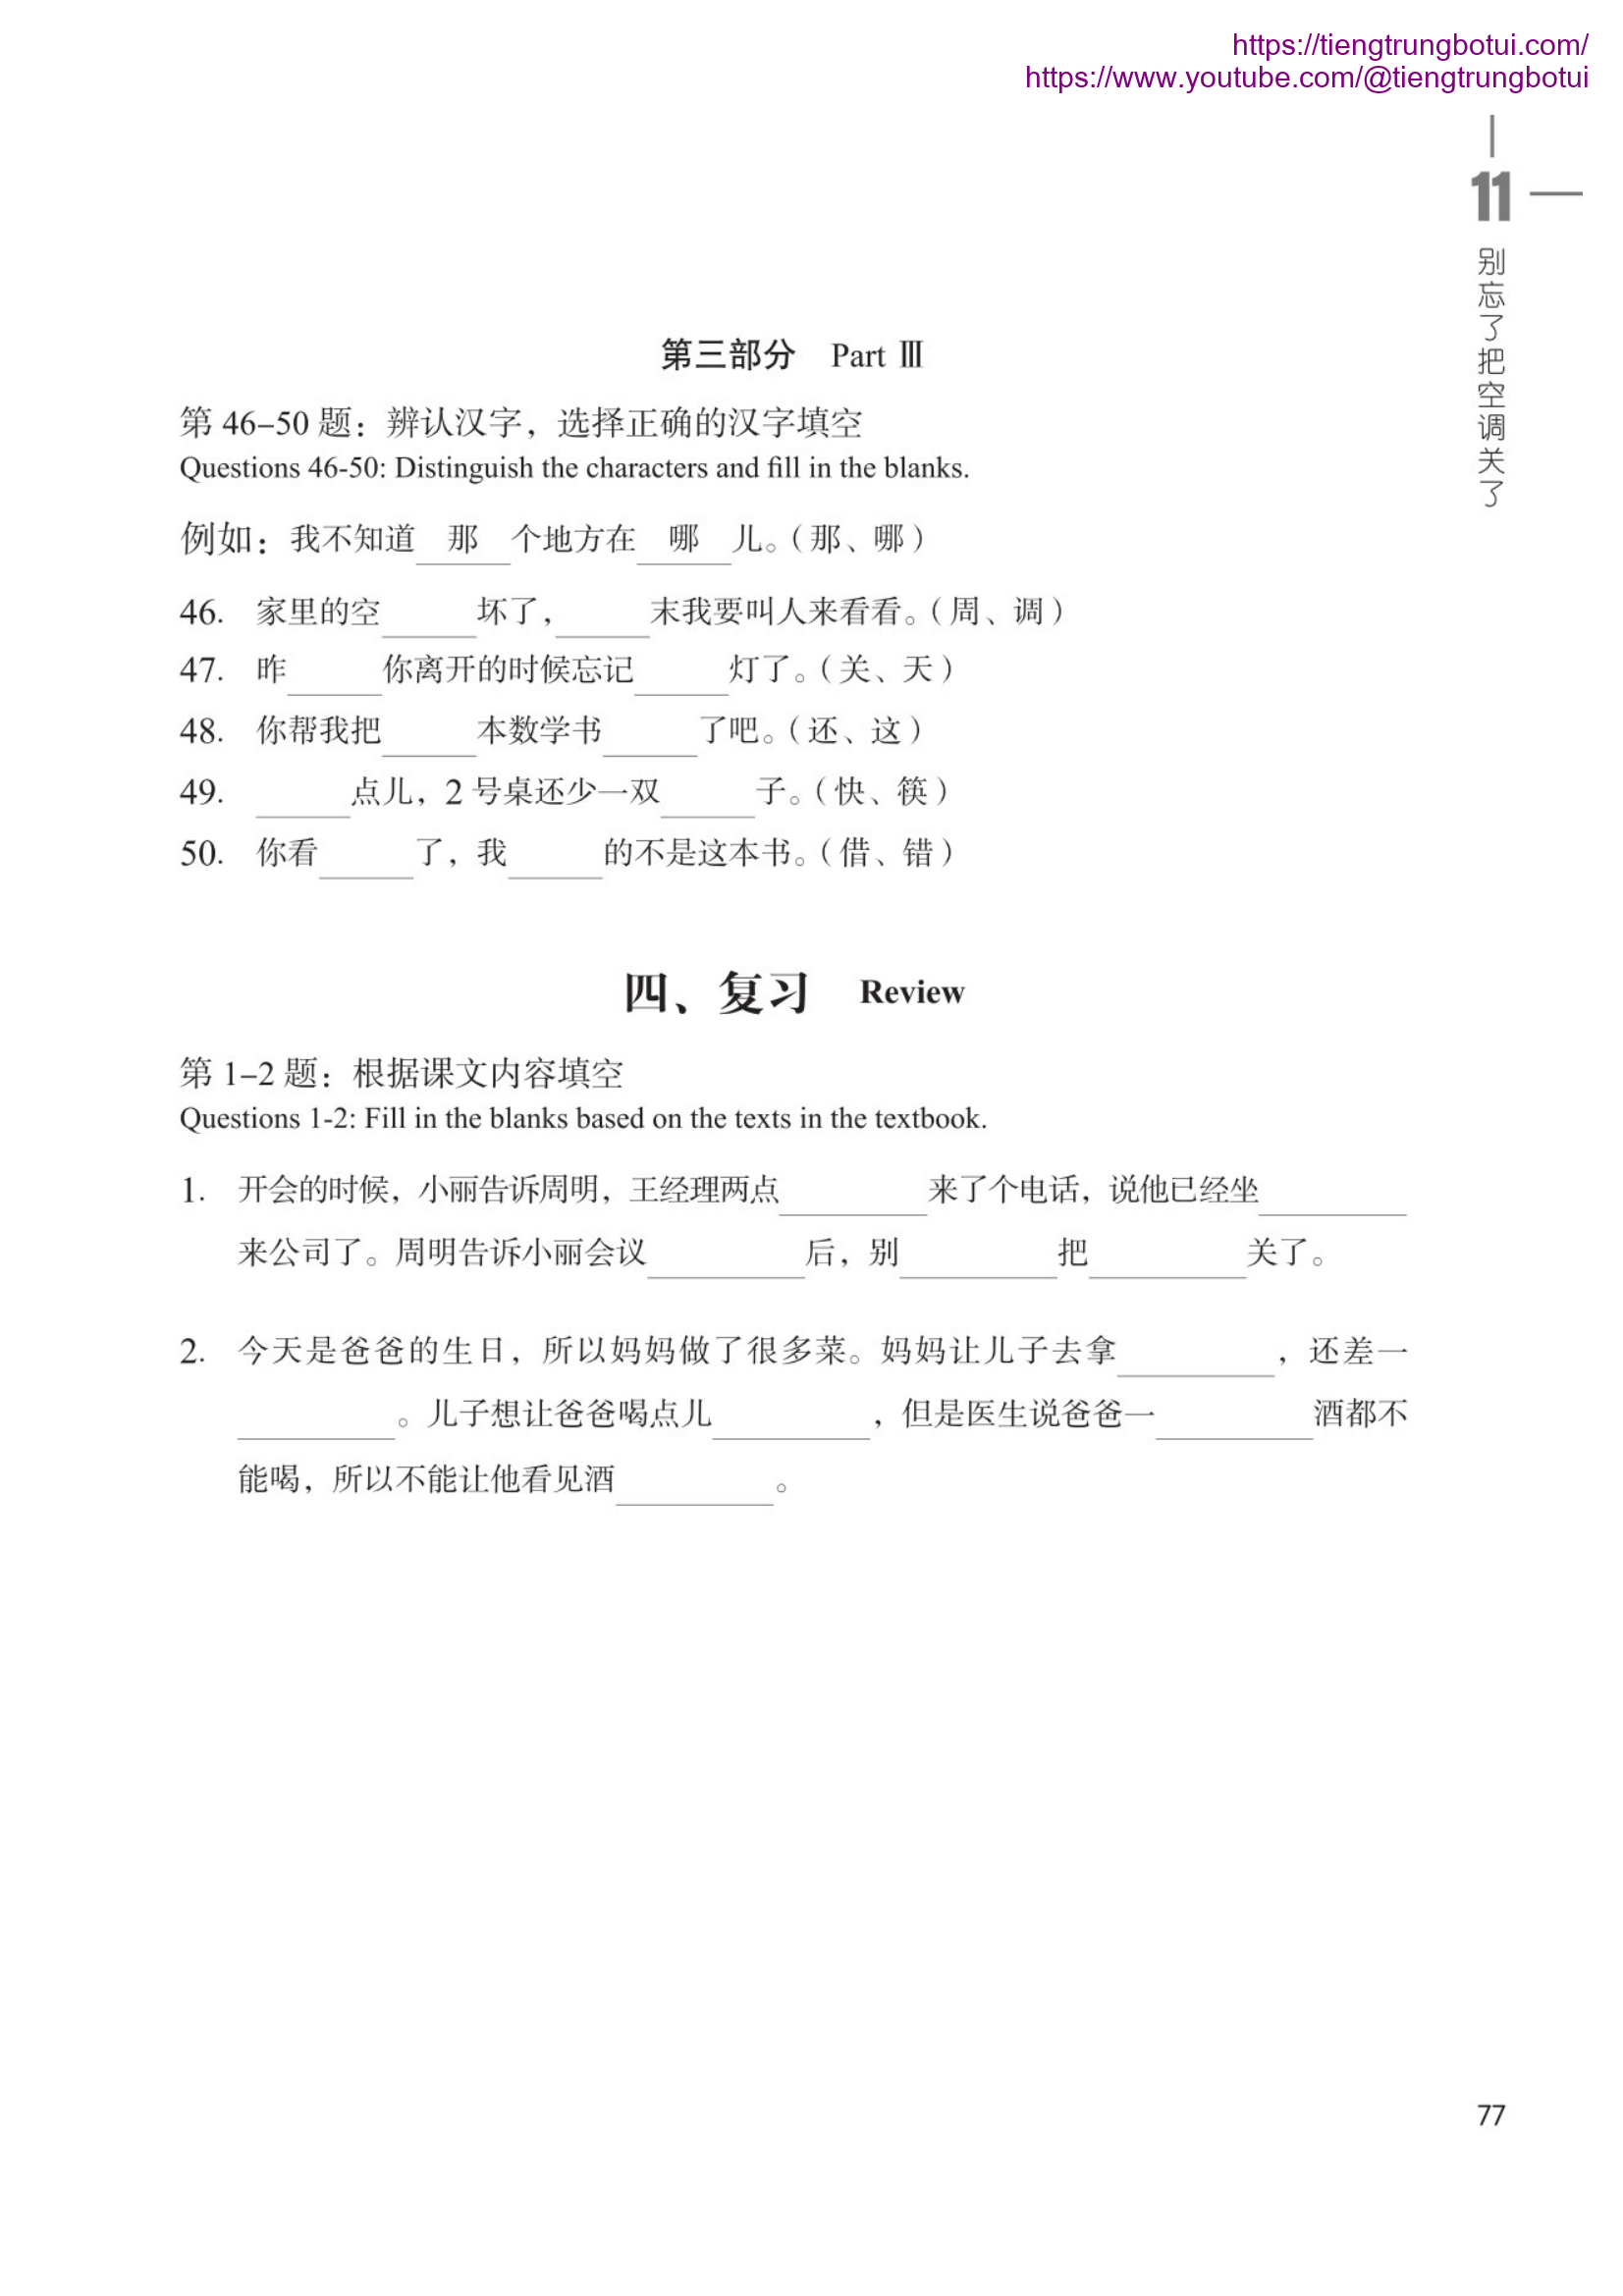 https://tiengtrungbotui.com/
https://www.youtube.com/@tiengtrungbotui
11
别忘了把空调关了
第三部分 Part Ⅲ
第 46–50 题：辨认汉字，选择正确的汉字填空
Questions 46-50: Distinguish the characters and fill in the blanks.
例如：我不知道 那 个地方在 哪 儿。（那、哪）
46. 家里的空______坏了，______末我要叫人来看看。（周、调）
47. 昨______你离开的时候忘记______灯了。（关、天）
48. 你帮我把______本数学书______了吧。（还、这）
49. ______点儿，2 号桌还少一双______子。（快、筷）
50. 你看______了，我______的不是这本书。（借、错）
四、复习 Review
第 1–2 题：根据课文内容填空
Questions 1-2: Fill in the blanks based on the texts in the textbook.
1. 开会的时候，小丽告诉周明，王经理两点______来了个电话，说他已经坐______
来公司了。周明告诉小丽会议______后，别______把______关了。
2. 今天是爸爸的生日，所以妈妈做了很多菜。妈妈让儿子去拿______，还差一
______。儿子想让爸爸喝点儿______，但是医生说爸爸一______酒都不
能喝，所以不能让他看见酒______。
77